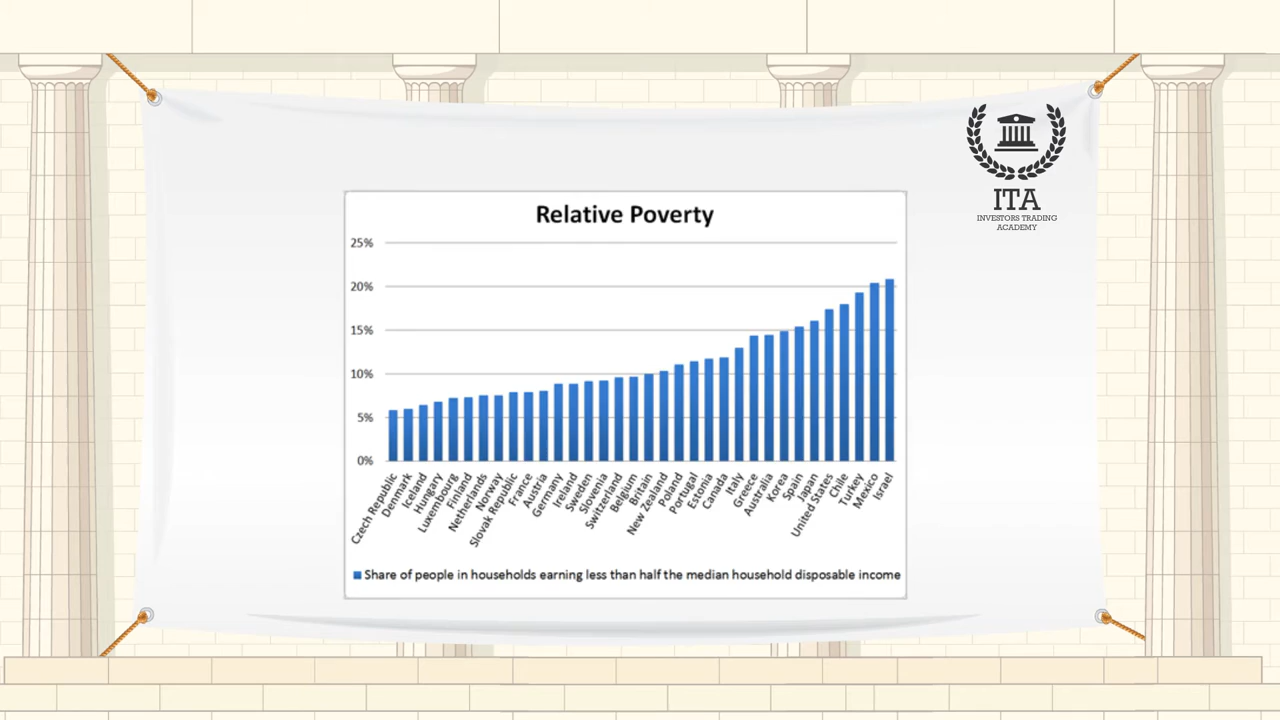 ITA
INVESTORS TRADING
ACADEMY
Relative Poverty
25%
20%
15%
10%
5%
0%
Czech Republic
Denmark
Iceland
Hungary
Luxembourg
Finland
Netherlands
Norway
Slovak Republic
France
Austria
Germany
Ireland
Sweden
Slovenia
Switzerland
Belgium
Britain
New Zealand
Poland
Portugal
Estonia
Canada
Italy
Greece
Australia
Korea
Spain
Japan
United States
Chile
Turkey
Mexico
Israel
Share of people in households earning less than half the median household disposable income